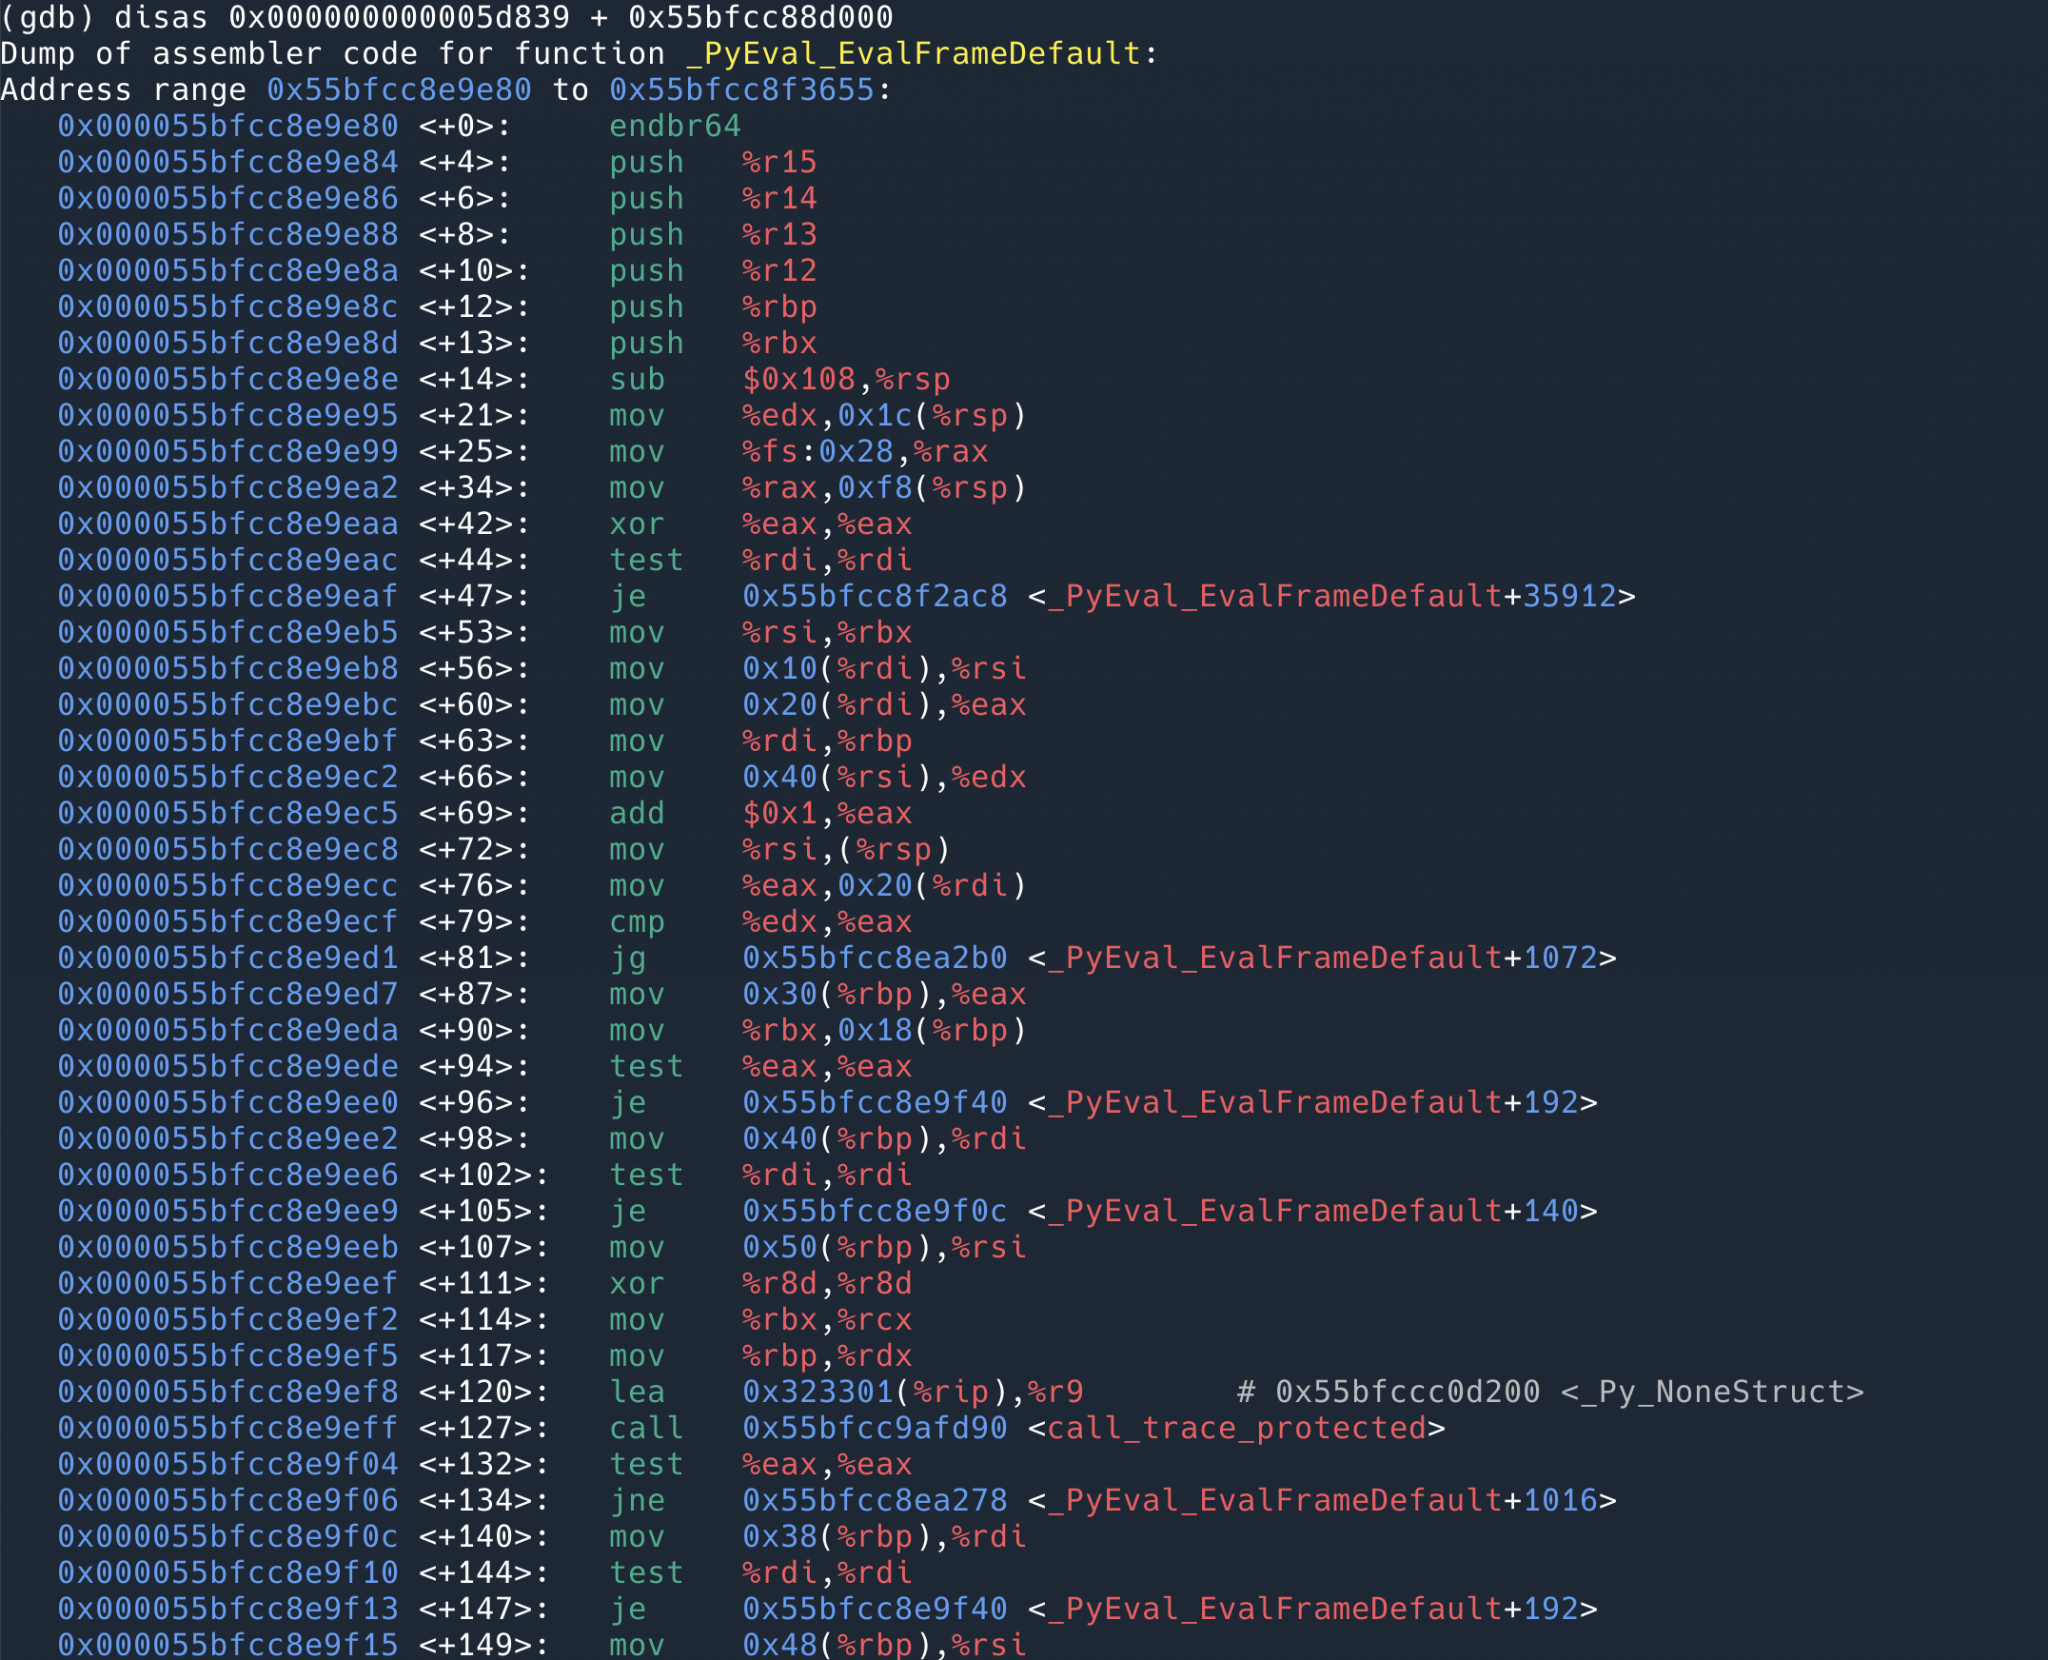 (gdb) disas 0x000000000005d839 + 0x55bfcc88d000
Dump of assembler code for function _PyEval_EvalFrameDefault:
Address range 0x55bfcc8e9e80 to 0x55bfcc8f3655:
   0x000055bfcc8e9e80 <+0>:     endbr64
   0x000055bfcc8e9e84 <+4>:     push   %r15
   0x000055bfcc8e9e86 <+6>:     push   %r14
   0x000055bfcc8e9e88 <+8>:     push   %r13
   0x000055bfcc8e9e8a <+10>:    push   %r12
   0x000055bfcc8e9e8c <+12>:    push   %rbp
   0x000055bfcc8e9e8d <+13>:    push   %rbx
   0x000055bfcc8e9e8e <+14>:    sub    $0x108,%rsp
   0x000055bfcc8e9e95 <+21>:    mov    %edx,0x1c(%rsp)
   0x000055bfcc8e9e99 <+25>:    mov    %fs:0x28,%rax
   0x000055bfcc8e9ea2 <+34>:    mov    %rax,0xf8(%rsp)
   0x000055bfcc8e9eaa <+42>:    xor    %eax,%eax
   0x000055bfcc8e9eac <+44>:    test   %rdi,%rdi
   0x000055bfcc8e9eaf <+47>:    je     0x55bfcc8f2ac8 <_PyEval_EvalFrameDefault+35912>
   0x000055bfcc8e9eb5 <+53>:    mov    %rsi,%rbx
   0x000055bfcc8e9eb8 <+56>:    mov    0x10(%rdi),%rsi
   0x000055bfcc8e9ebc <+60>:    mov    0x20(%rdi),%eax
   0x000055bfcc8e9ebf <+63>:    mov    %rdi,%rbp
   0x000055bfcc8e9ec2 <+66>:    mov    0x40(%rsi),%edx
   0x000055bfcc8e9ec5 <+69>:    add    $0x1,%eax
   0x000055bfcc8e9ec8 <+72>:    mov    %rsi,(%rsp)
   0x000055bfcc8e9ecc <+76>:    mov    %eax,0x20(%rdi)
   0x000055bfcc8e9ecf <+79>:    cmp    %edx,%eax
   0x000055bfcc8e9ed1 <+81>:    jg     0x55bfcc8ea2b0 <_PyEval_EvalFrameDefault+1072>
   0x000055bfcc8e9ed7 <+87>:    mov    0x30(%rbp),%eax
   0x000055bfcc8e9eda <+90>:    mov    %rbx,0x18(%rbp)
   0x000055bfcc8e9ede <+94>:    test   %eax,%eax
   0x000055bfcc8e9ee0 <+96>:    je     0x55bfcc8e9f40 <_PyEval_EvalFrameDefault+192>
   0x000055bfcc8e9ee2 <+98>:    mov    0x40(%rbp),%rdi
   0x000055bfcc8e9ee6 <+102>:   test   %rdi,%rdi
   0x000055bfcc8e9ee9 <+105>:   je     0x55bfcc8e9f0c <_PyEval_EvalFrameDefault+140>
   0x000055bfcc8e9eeb <+107>:   mov    0x50(%rbp),%rsi
   0x000055bfcc8e9eef <+111>:   xor    %r8d,%r8d
   0x000055bfcc8e9ef2 <+114>:   mov    %rbx,%rcx
   0x000055bfcc8e9ef5 <+117>:   mov    %rbp,%rdx
   0x000055bfcc8e9ef8 <+120>:   lea    0x323301(%rip),%r9        # 0x55bfccc0d200 <_Py_NoneStruct>
   0x000055bfcc8e9eff <+127>:   call   0x55bfcc9afd90 <call_trace_protected>
   0x000055bfcc8e9f04 <+132>:   test   %eax,%eax
   0x000055bfcc8e9f06 <+134>:   jne    0x55bfcc8ea278 <_PyEval_EvalFrameDefault+1016>
   0x000055bfcc8e9f0c <+140>:   mov    0x38(%rbp),%rdi
   0x000055bfcc8e9f10 <+144>:   test   %rdi,%rdi
   0x000055bfcc8e9f13 <+147>:   je     0x55bfcc8e9f40 <_PyEval_EvalFrameDefault+192>
   0x000055bfcc8e9f15 <+149>:   mov    0x48(%rbp),%rsi